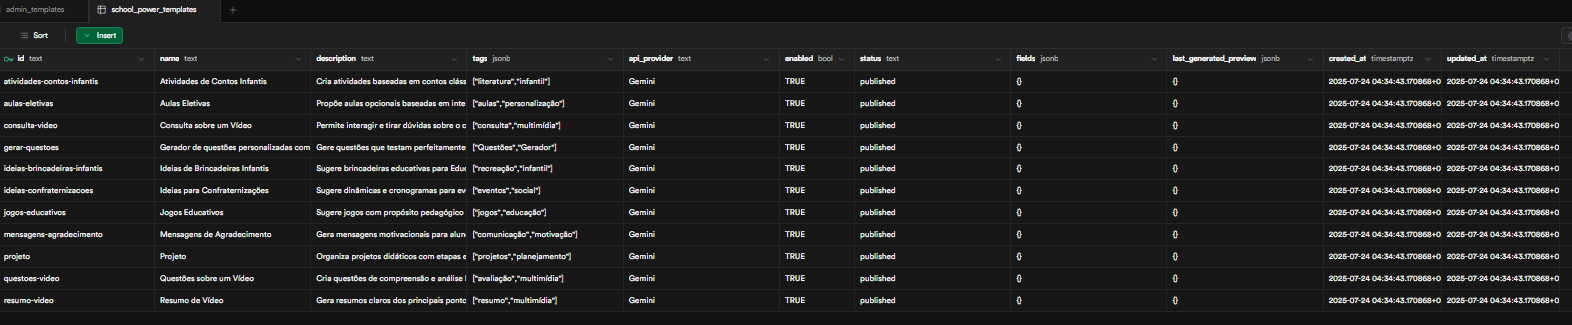 admin_templates school_power_templates
Sort Insert
id text name text description text tags jsonb api_provider text enabled bool status text fields jsonb last_generated_preview jsonb created_at timestamptz updated_at timestamptz
atividades-contos-infantis Atividades de Contos Infantis Cria atividades baseadas em contos cláss ["literatura","infantil"] Gemini TRUE published {} {} 2025-07-24 04:34:43.170868+0 2025-07-24 04:34:43.170868+0
aulas-eletivas Aulas Eletivas Propõe aulas opcionais baseadas em inte ["aulas","personalização"] Gemini TRUE published {} {} 2025-07-24 04:34:43.170868+0 2025-07-24 04:34:43.170868+0
consulta-video Consulta sobre um Vídeo Permite interagir e tirar dúvidas sobre o c ["consulta","multimídia"] Gemini TRUE published {} {} 2025-07-24 04:34:43.170868+0 2025-07-24 04:34:43.170868+0
gerar-questoes Gerador de questões personalizadas com Gere questões que testam perfeitamente ["Questões","Gerador"] Gemini TRUE published {} {} 2025-07-24 04:34:43.170868+0 2025-07-24 04:34:43.170868+0
ideias-brincadeiras-infantis Ideias de Brincadeiras Infantis Sugere brincadeiras educativas para Educ ["recreação","infantil"] Gemini TRUE published {} {} 2025-07-24 04:34:43.170868+0 2025-07-24 04:34:43.170868+0
ideias-confraternizacoes Ideias para Confraternizações Sugere dinâmicas e cronogramas para ev ["eventos","social"] Gemini TRUE published {} {} 2025-07-24 04:34:43.170868+0 2025-07-24 04:34:43.170868+0
jogos-educativos Jogos Educativos Sugere jogos com propósito pedagógico ["jogos","educação"] Gemini TRUE published {} {} 2025-07-24 04:34:43.170868+0 2025-07-24 04:34:43.170868+0
mensagens-agradecimento Mensagens de Agradecimento Gera mensagens motivacionais para alun ["comunicação","motivação"] Gemini TRUE published {} {} 2025-07-24 04:34:43.170868+0 2025-07-24 04:34:43.170868+0
projeto Projeto Organiza projetos didáticos com etapas e ["projetos","planejamento"] Gemini TRUE published {} {} 2025-07-24 04:34:43.170868+0 2025-07-24 04:34:43.170868+0
questoes-video Questões sobre um Vídeo Cria questões de compreensão e análise ["avaliação","multimídia"] Gemini TRUE published {} {} 2025-07-24 04:34:43.170868+0 2025-07-24 04:34:43.170868+0
resumo-video Resumo de Vídeo Gera resumos claros dos principais ponto ["resumo","multimídia"] Gemini TRUE published {} {} 2025-07-24 04:34:43.170868+0 2025-07-24 04:34:43.170868+0